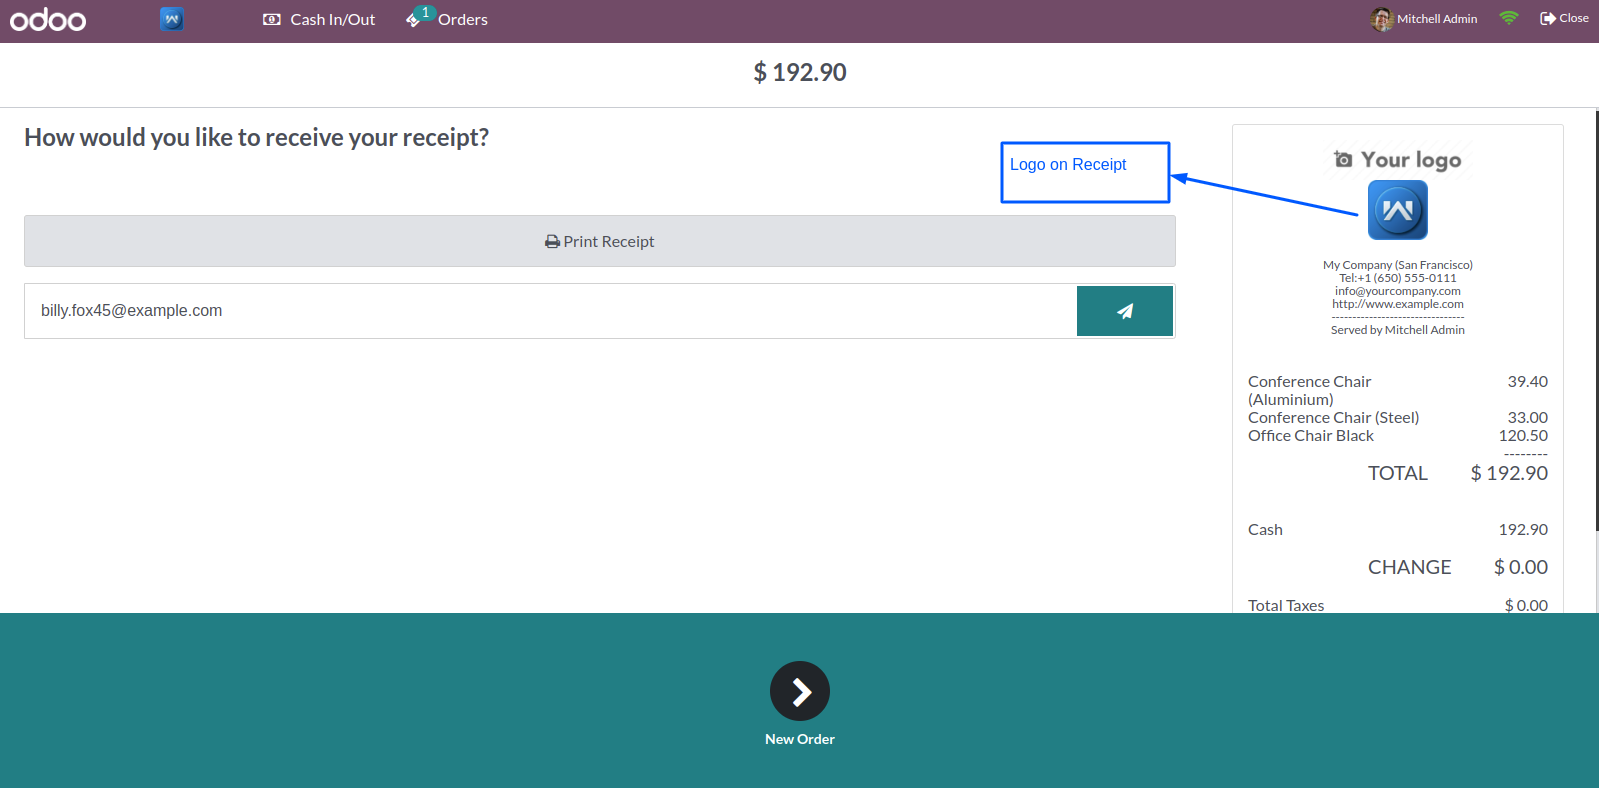 odoo
Cash In/Out
1
Orders
Mitchell Admin
Close
$ 192.90
How would you like to receive your receipt?
Logo on Receipt
Print Receipt
billy.fox45@example.com
Your logo
My Company (San Francisco)
Tel:+1 (650) 555-0111
info@yourcompany.com
http://www.example.com
--------------------------------
Served by Mitchell Admin
Conference Chair 39.40
(Aluminium)
Conference Chair (Steel) 33.00
Office Chair Black 120.50
--------
TOTAL $ 192.90
Cash 192.90
CHANGE $ 0.00
Total Taxes $ 0.00
New Order